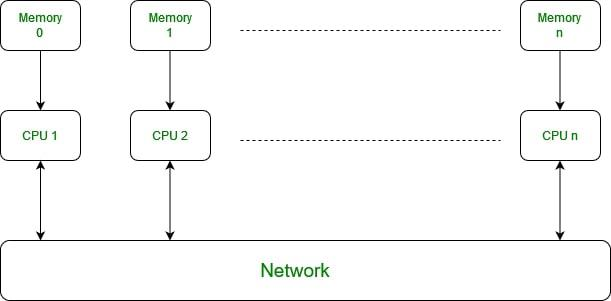 Memory
0
Memory
1
Memory
n
CPU 1
CPU 2
CPU n
Network